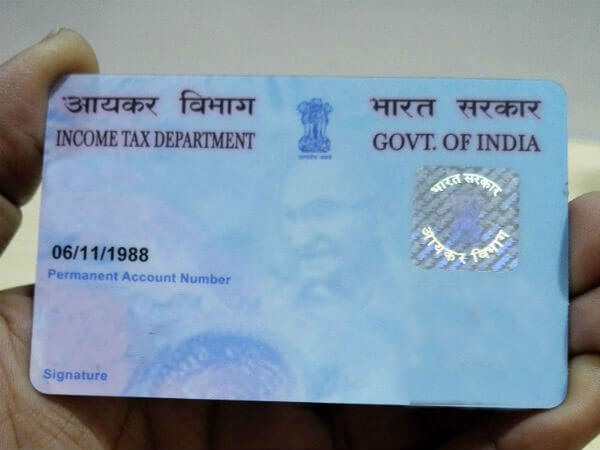 आयकर विभाग
INCOME TAX DEPARTMENT
भारत सरकार
GOVT. OF INDIA
भारत सरकार
आयकर विभाग
06/11/1988
Permanent Account Number
Signature